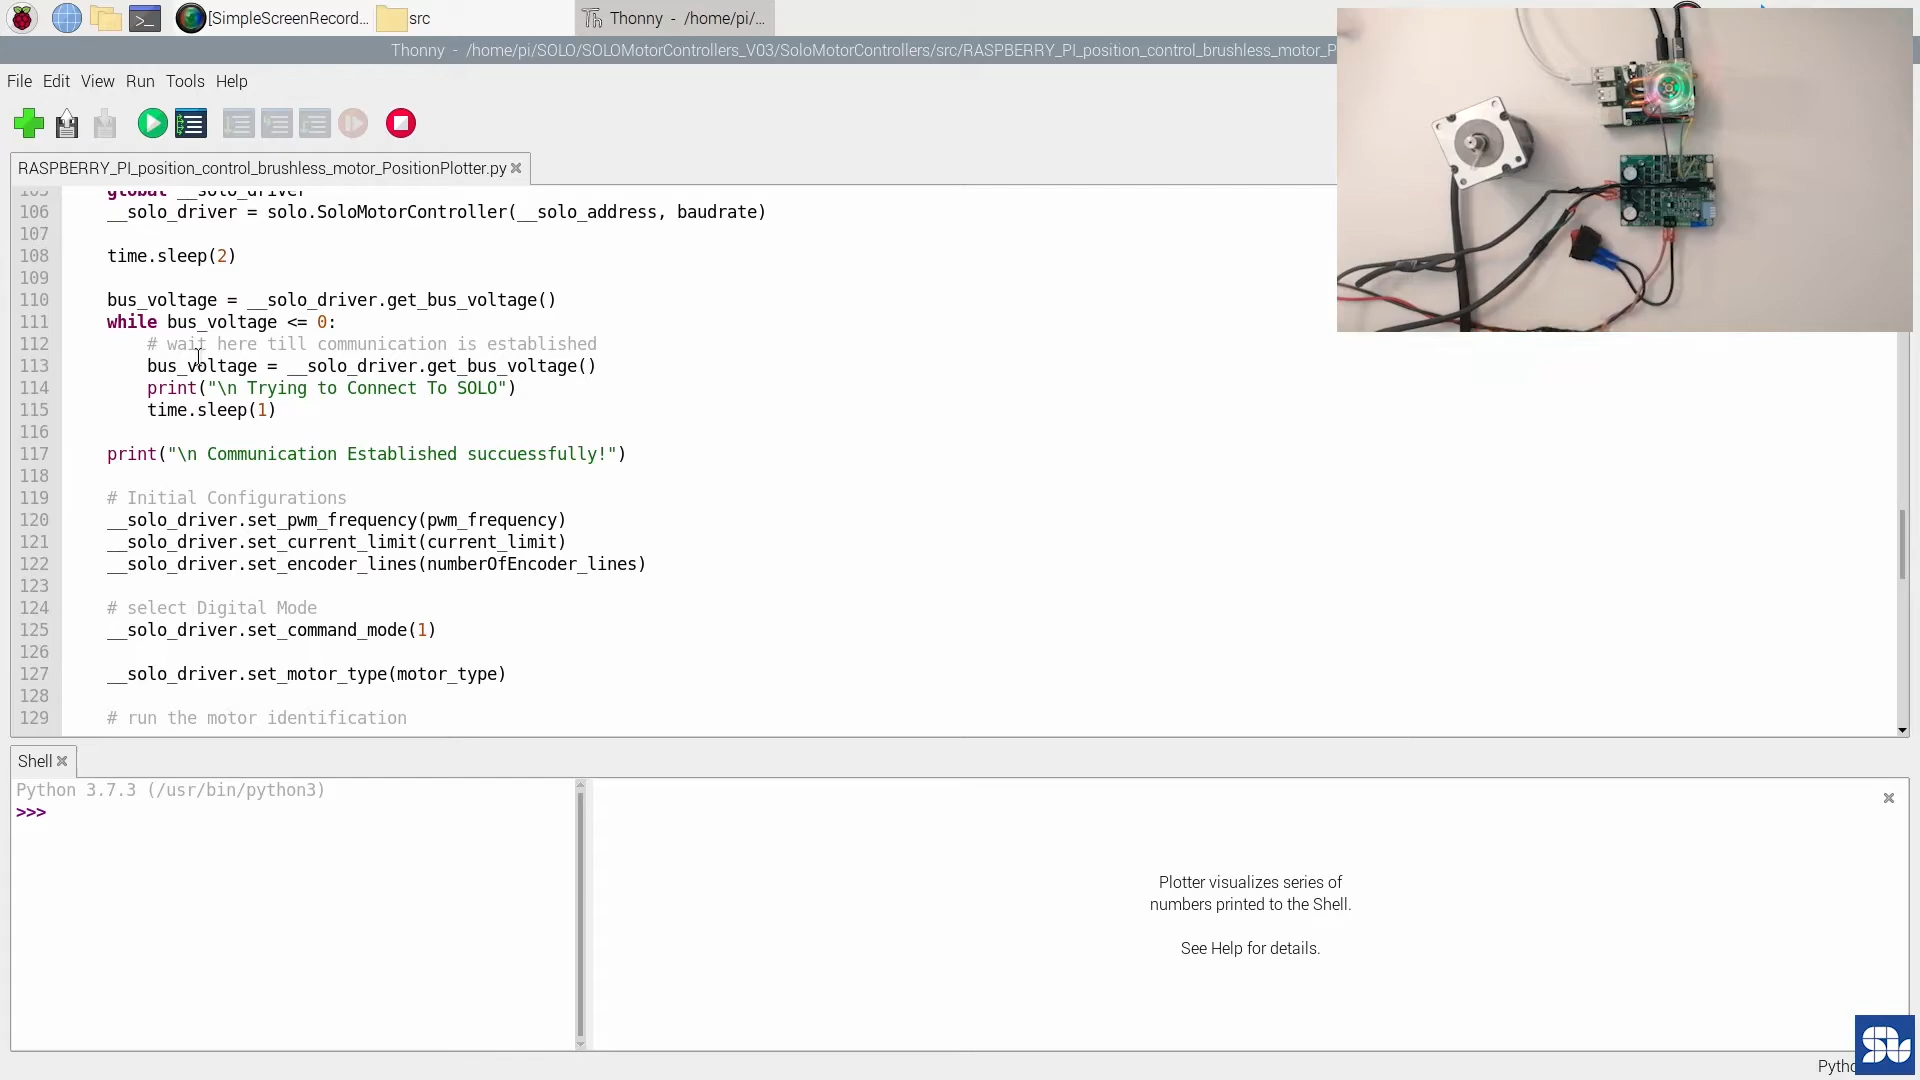 [SimpleScreenRecord...
src
Thonny - /home/pi/...
Thonny - /home/pi/SOLO/SOLOMotorControllers_V03/SoloMotorControllers/src/RASPBERRY_PI_position_control_brushless_motor_P
File Edit View Run Tools Help
RASPBERRY_PI_position_control_brushless_motor_PositionPlotter.py
105 global __solo_driver
106 __solo_driver = solo.SoloMotorController(__solo_address, baudrate)
107
108 time.sleep(2)
109
110 bus_voltage = __solo_driver.get_bus_voltage()
111 while bus_voltage <= 0:
112 # wait here till communication is established
113 bus_voltage = __solo_driver.get_bus_voltage()
114 print("\n Trying to Connect To SOLO")
115 time.sleep(1)
116
117 print("\n Communication Established succuessfully!")
118
119 # Initial Configurations
120 __solo_driver.set_pwm_frequency(pwm_frequency)
121 __solo_driver.set_current_limit(current_limit)
122 __solo_driver.set_encoder_lines(numberOfEncoder_lines)
123
124 # select Digital Mode
125 __solo_driver.set_command_mode(1)
126
127 __solo_driver.set_motor_type(motor_type)
128
129 # run the motor identification
Shell
Python 3.7.3 (/usr/bin/python3)
>>>
Plotter visualizes series of
numbers printed to the Shell.
See Help for details.
Pytho